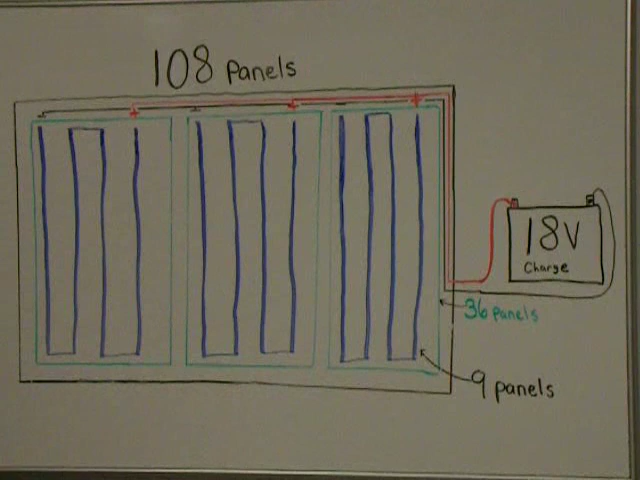 108 Panels
- + - + - +
18V
Charge
36 panels
9 panels